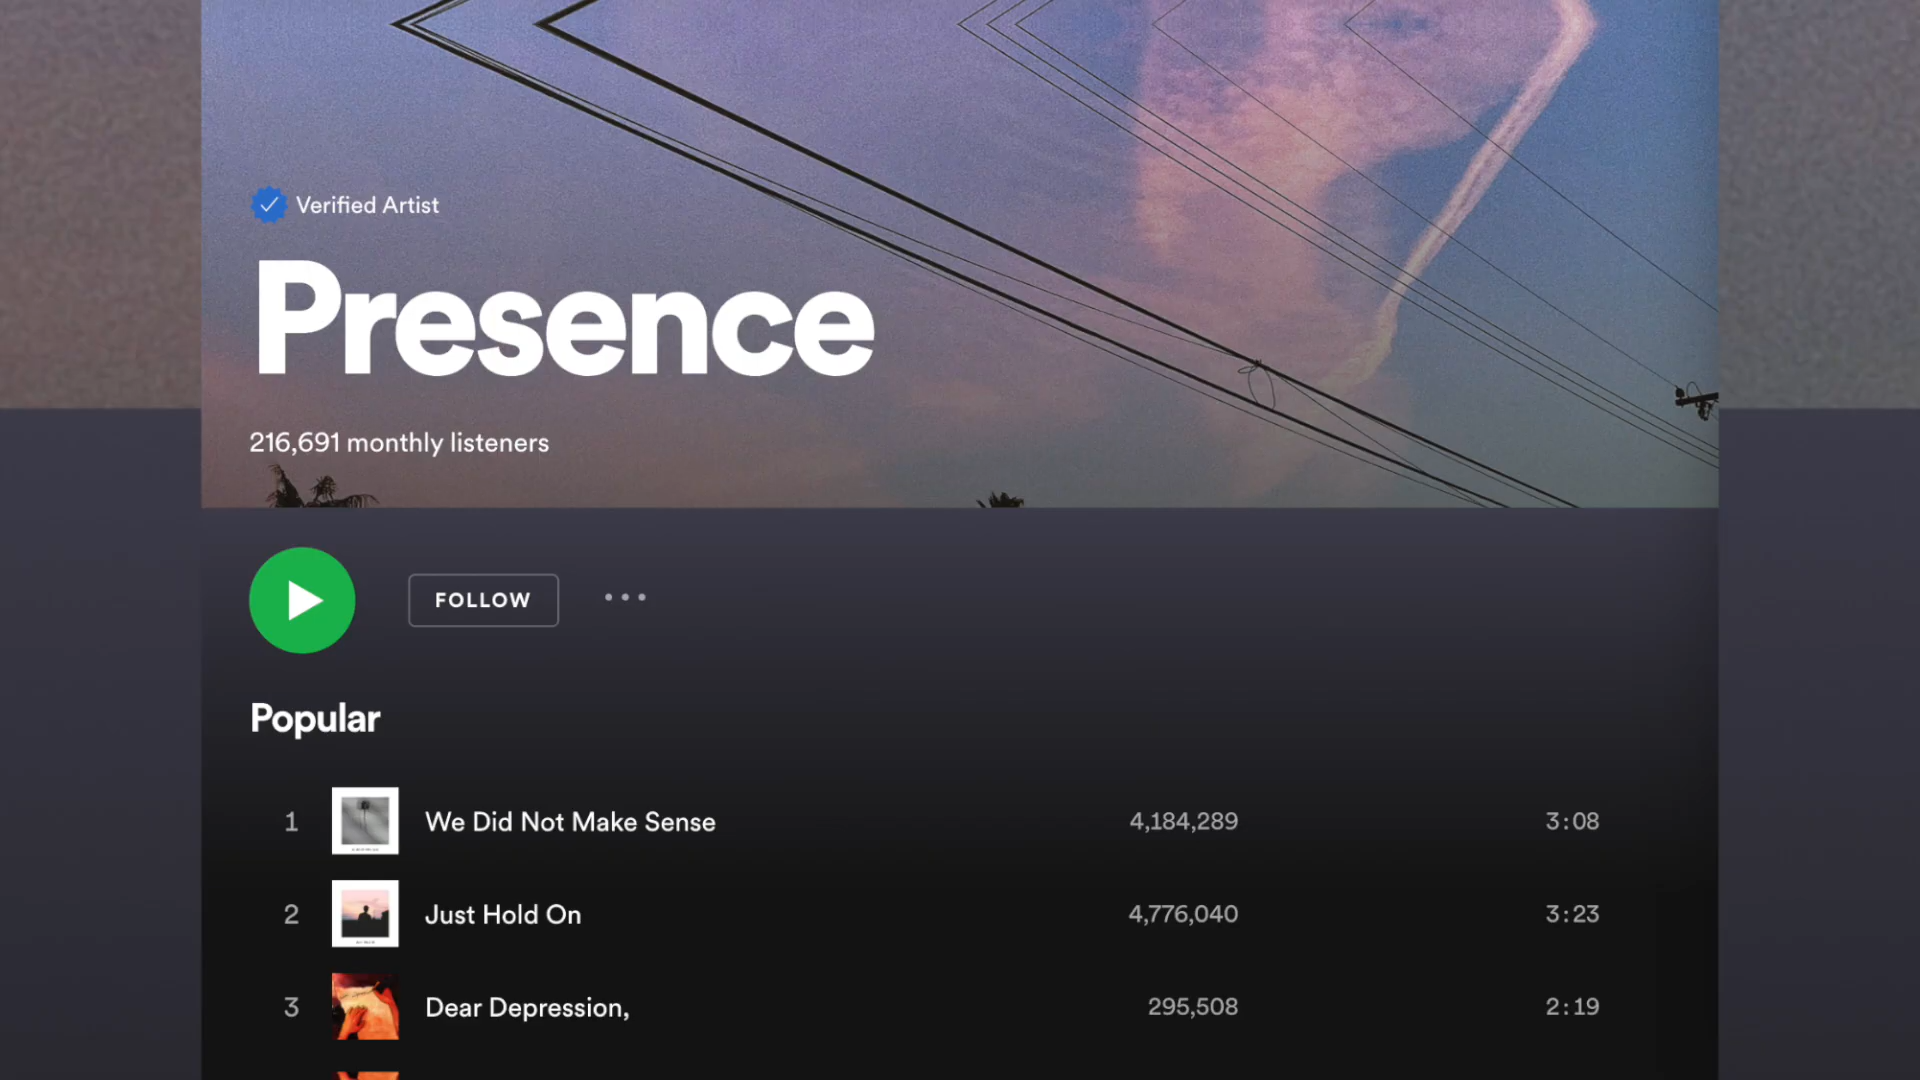 Verified Artist
Presence
216,691 monthly listeners
FOLLOW
Popular
1 We Did Not Make Sense 4,184,289 3:08
2 Just Hold On 4,776,040 3:23
3 Dear Depression, 295,508 2:19